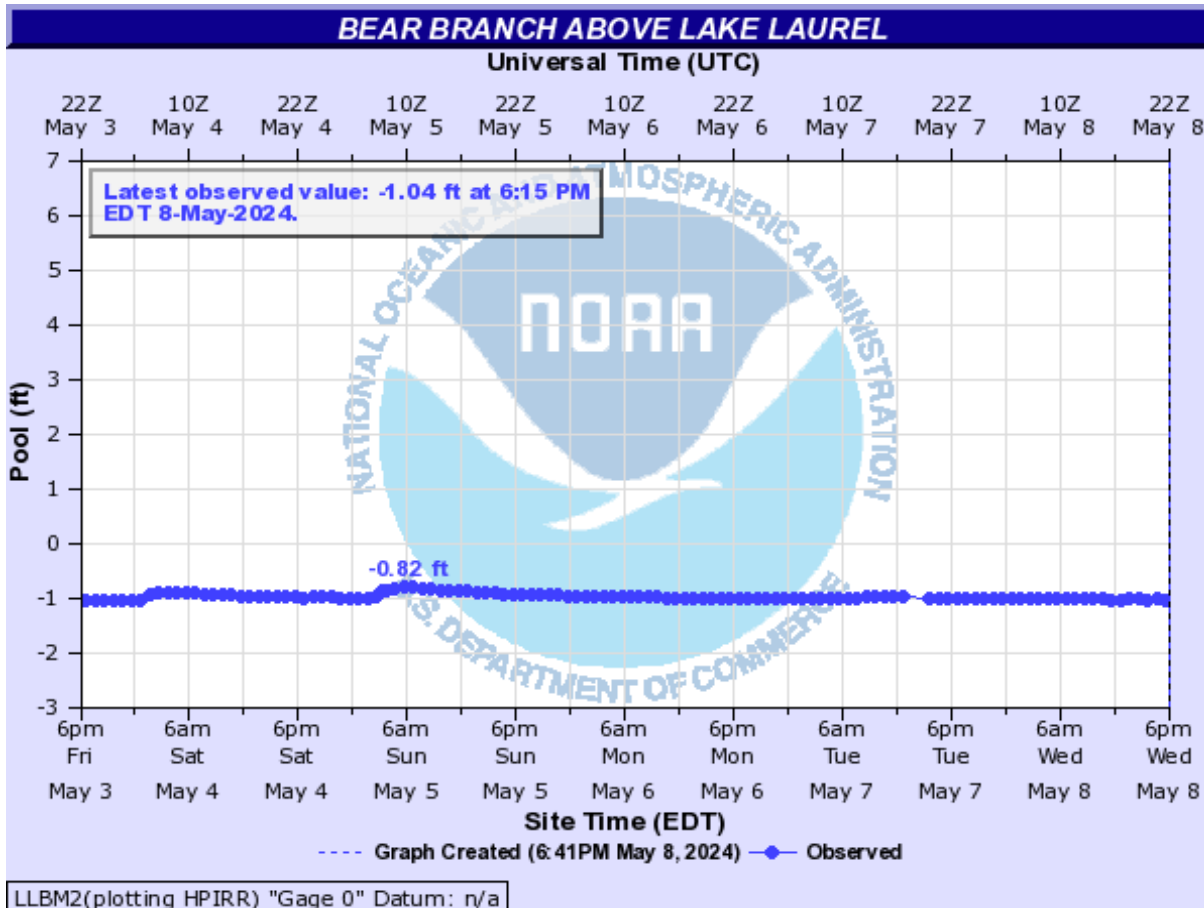 BEAR BRANCH ABOVE LAKE LAUREL
Universal Time (UTC)
22Z 10Z 22Z 10Z 22Z 10Z 22Z 10Z 22Z 10Z 22Z
May 3 May 4 May 4 May 5 May 5 May 6 May 6 May 7 May 7 May 8 May 8
7
Latest observed value: -1.04 ft at 6:15 PM
EDT 8-May-2024.
NATIONAL OCEANIC AND ATMOSPHERIC ADMINISTRATION
NOAA
6
5
4
3
2
1
0
-1
-2
-3
Pool (ft)
-0.82 ft
U.S. DEPARTMENT OF COMMERCE
6pm 6am 6pm 6am 6pm 6am 6pm 6am 6pm 6am 6pm
Fri Sat Sat Sun Sun Mon Mon Tue Tue Wed Wed
May 3 May 4 May 4 May 5 May 5 May 6 May 6 May 7 May 7 May 8 May 8
Site Time (EDT)
Graph Created (6:41PM May 8, 2024) Observed
LLBM2(plotting HPIRR) "Gage 0" Datum: n/a